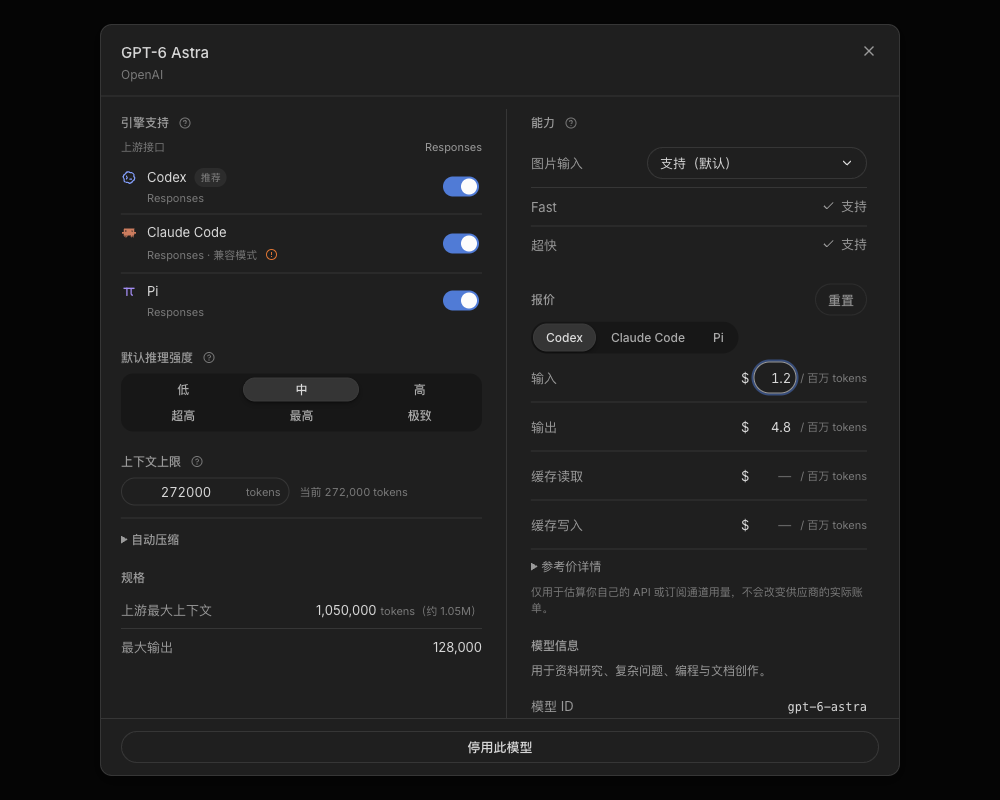 GPT-6 Astra
OpenAI
引擎支持
上游接口 Responses
Codex 推荐
Responses
Claude Code
Responses · 兼容模式
Pi
Responses
默认推理强度
低 中 高
超高 最高 极致
上下文上限
272000 tokens 当前 272,000 tokens
自动压缩
规格
上游最大上下文 1,050,000 tokens（约 1.05M）
最大输出 128,000
能力
图片输入 支持（默认）
Fast 支持
超快 支持
报价 重置
Codex Claude Code Pi
输入 $ 1.2 / 百万 tokens
输出 $ 4.8 / 百万 tokens
缓存读取 $ — / 百万 tokens
缓存写入 $ — / 百万 tokens
参考价详情
仅用于估算你自己的 API 或订阅通道用量，不会改变供应商的实际账
单。
模型信息
用于资料研究、复杂问题、编程与文档创作。
模型 ID gpt-6-astra
停用此模型